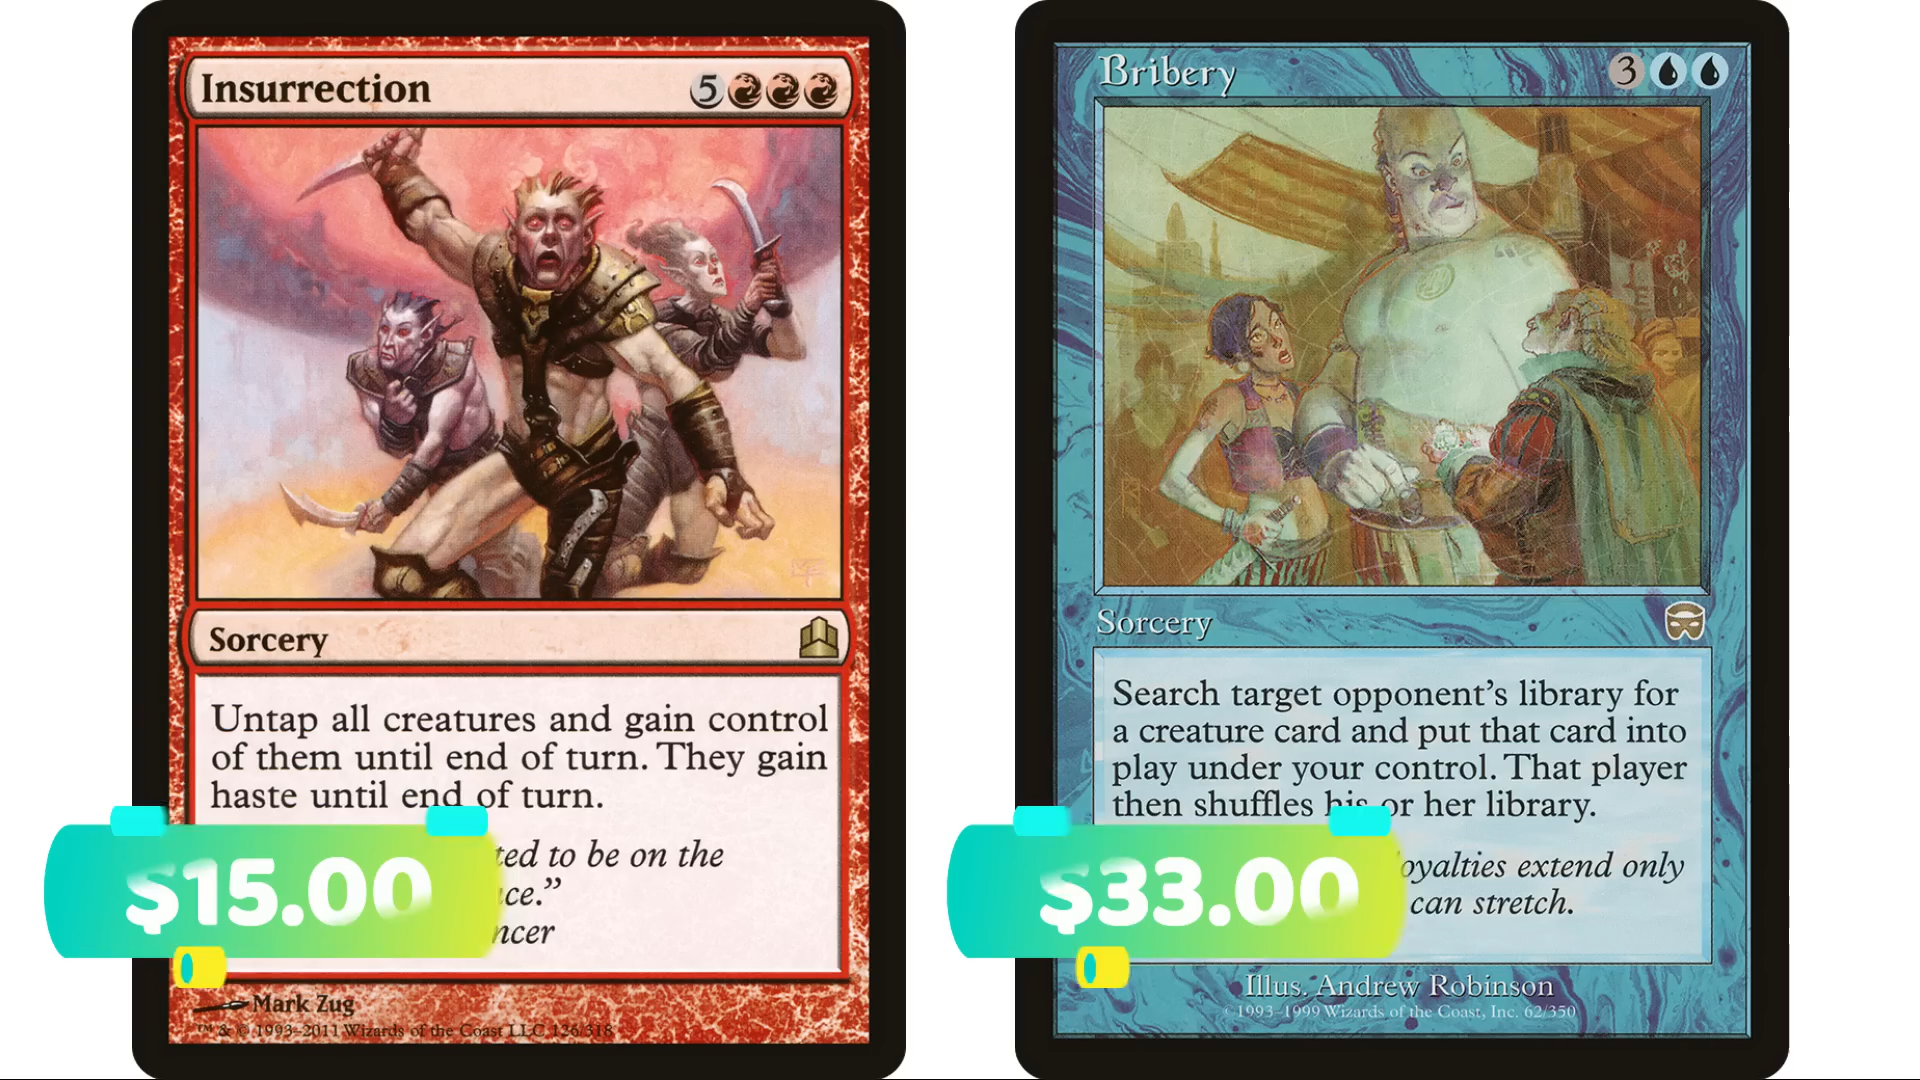 Insurrection
5
Sorcery
Untap all creatures and gain control
of them until end of turn. They gain
haste until end of turn.
to be on the
$15.00
Mark Zug
™ & © 1993–2011 Wizards of the Coast LLC 126/318
Bribery
3
Sorcery
Search target opponent's library for
a creature card and put that card into
play under your control. That player
then shuffles his or her library.
extend only
$33.00
can stretch.
Illus. Andrew Robinson
© 1993–1999 Wizards of the Coast, Inc. 62/350